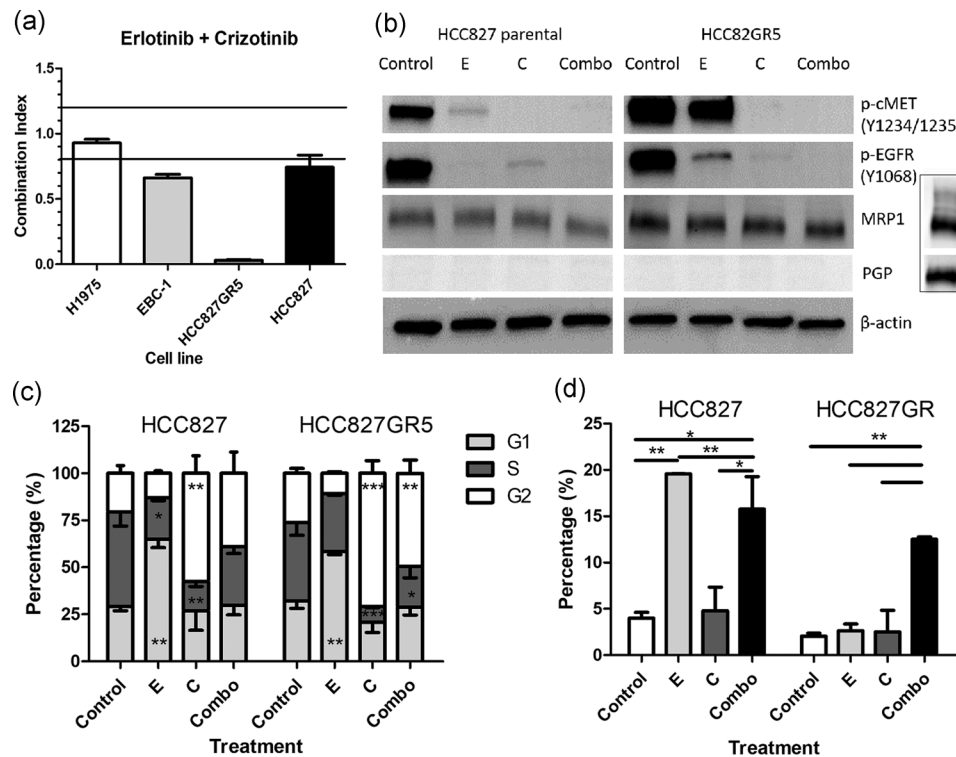 (a)
Erlotinib + Crizotinib
Combination Index
1.5
1.0
0.5
0.0
H1975
EBC-1
HCC827GR5
HCC827
Cell line
(b)
HCC827 parental
HCC82GR5
Control E C Combo
Control E C Combo
p-cMET
(Y1234/1235
p-EGFR
(Y1068)
MRP1
PGP
β-actin
(c)
HCC827
HCC827GR5
Percentage (%)
125
100
75
50
25
0
** *** **
*
** *** *
** **
Control E C Combo
Control E C Combo
Treatment
G1
S
G2
(d)
HCC827
HCC827GR
Percentage (%)
25
20
15
10
5
0
*
** **
*
**
Control E C Combo
Control E C Combo
Treatment